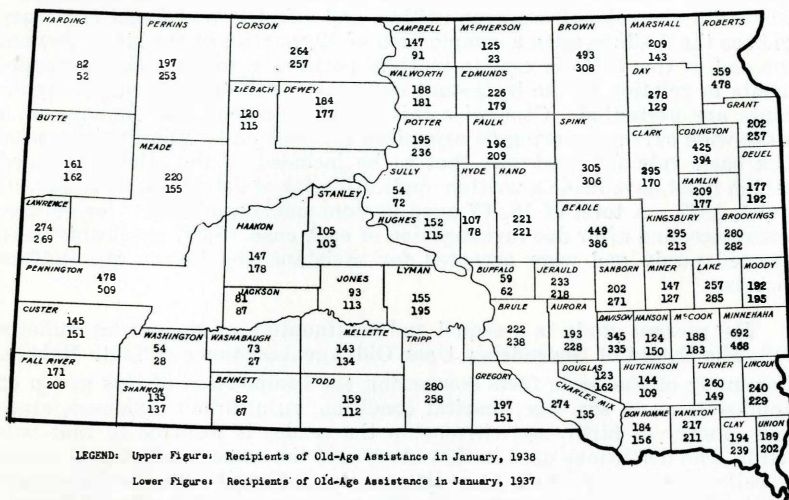 HARDING
82
52
PERKINS
197
253
CORSON
264
257
CAMPBELL
147
91
McPHERSON
125
23
BROWN
493
308
MARSHALL
209
143
ROBERTS
359
478
WALWORTH
188
181
EDMUNDS
226
179
DAY
278
129
GRANT
202
257
BUTTE
161
162
ZIEBACH
120
115
DEWEY
184
177
POTTER
195
236
FAULK
196
209
SPINK
305
306
CLARK
295
170
CODINGTON
425
394
HAMLIN
209
177
DEUEL
177
192
MEADE
220
155
SULLY
54
72
HYDE
107
78
HAND
221
221
BEADLE
449
386
KINGSBURY
295
213
BROOKINGS
280
282
LAWRENCE
274
269
HAAKON
147
178
STANLEY
105
103
HUGHES
152
115
PENNINGTON
478
509
JACKSON
81
87
JONES
93
113
LYMAN
155
195
BUFFALO
59
62
JERAULD
233
218
SANBORN
202
271
MINER
147
127
LAKE
257
285
MOODY
192
195
CUSTER
145
151
WASHINGTON
54
28
WASHABAUGH
73
27
MELLETTE
143
134
TRIPP
280
258
BRULE
222
238
AURORA
193
228
DAVISON
345
335
HANSON
124
150
McCOOK
188
183
MINNEHAHA
692
468
FALL RIVER
171
208
SHANNON
135
137
BENNETT
82
67
TODD
159
112
GREGORY
197
151
CHARLES MIX
274
135
DOUGLAS
123
162
HUTCHINSON
144
109
TURNER
260
149
LINCOLN
240
229
BON HOMME
184
156
YANKTON
217
211
CLAY
194
239
UNION
189
202
LEGEND: Upper Figure: Recipients of Old-Age Assistance in January, 1938
Lower Figure: Recipients of Old-Age Assistance in January, 1937